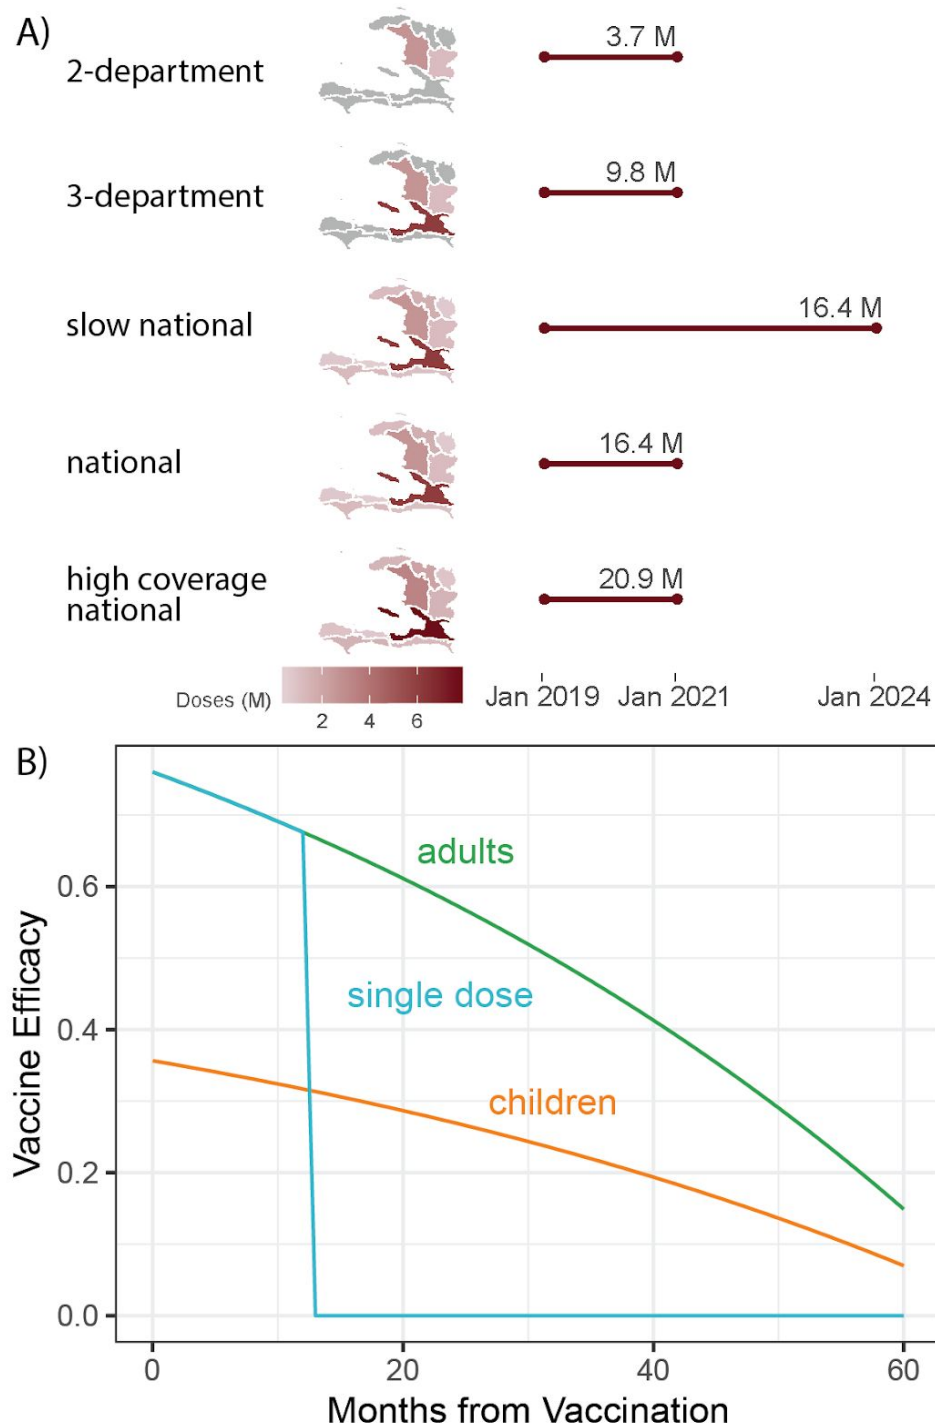 A)
2-department
3.7 M
3-department
9.8 M
slow national
16.4 M
national
16.4 M
high coverage
national
20.9 M
Doses (M)
2 4 6
Jan 2019 Jan 2021 Jan 2024
B)
Vaccine Efficacy
0.6
0.4
0.2
0.0
adults
single dose
children
0 20 40 60
Months from Vaccination